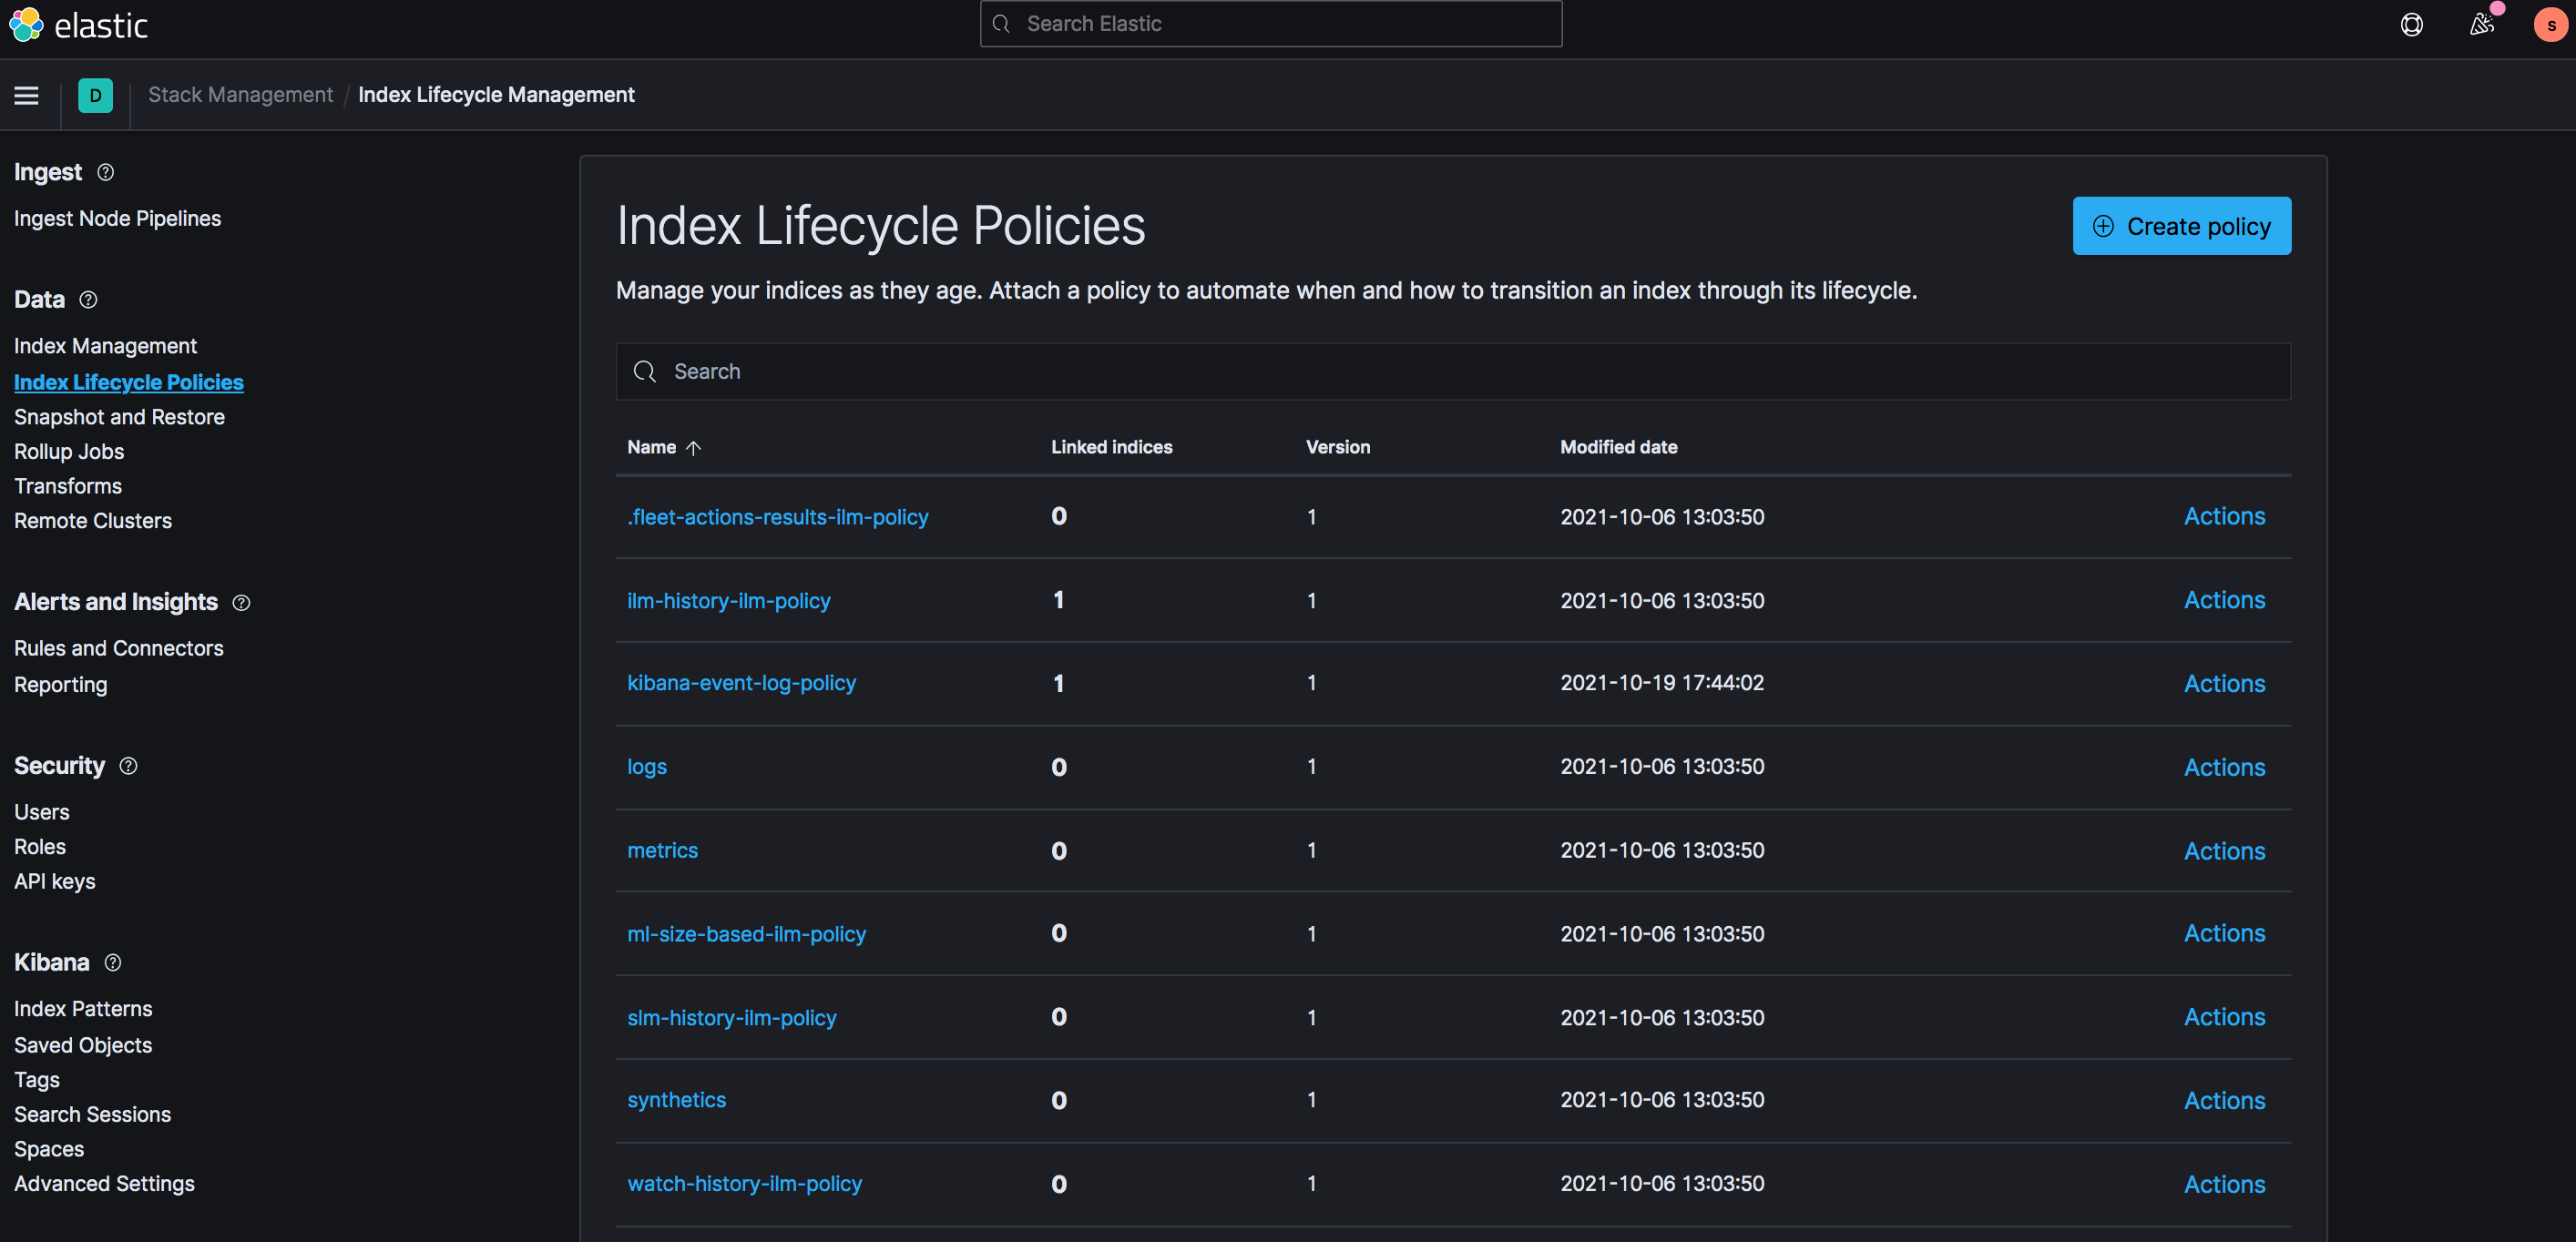 elastic
Search Elastic
s
D
Stack Management / Index Lifecycle Management
Ingest
Ingest Node Pipelines
Data
Index Management
Index Lifecycle Policies
Snapshot and Restore
Rollup Jobs
Transforms
Remote Clusters
Alerts and Insights
Rules and Connectors
Reporting
Security
Users
Roles
API keys
Kibana
Index Patterns
Saved Objects
Tags
Search Sessions
Spaces
Advanced Settings
Index Lifecycle Policies
Create policy
Manage your indices as they age. Attach a policy to automate when and how to transition an index through its lifecycle.
Search
Name Linked indices Version Modified date
.fleet-actions-results-ilm-policy 0 1 2021-10-06 13:03:50 Actions
ilm-history-ilm-policy 1 1 2021-10-06 13:03:50 Actions
kibana-event-log-policy 1 1 2021-10-19 17:44:02 Actions
logs 0 1 2021-10-06 13:03:50 Actions
metrics 0 1 2021-10-06 13:03:50 Actions
ml-size-based-ilm-policy 0 1 2021-10-06 13:03:50 Actions
slm-history-ilm-policy 0 1 2021-10-06 13:03:50 Actions
synthetics 0 1 2021-10-06 13:03:50 Actions
watch-history-ilm-policy 0 1 2021-10-06 13:03:50 Actions